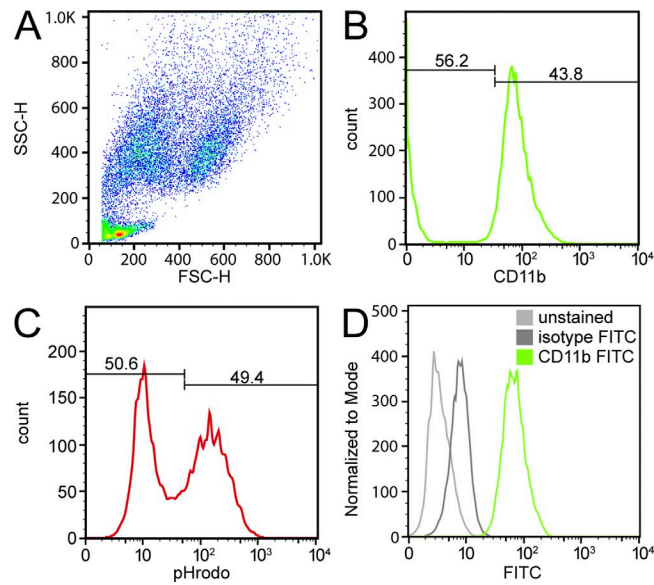 A
1.0K
800
600
400
200
0
SSC-H
0 200 400 600 800 1.0K
FSC-H
B
400
300
200
100
0
count
56.2
43.8
0 10 10² 10³ 10⁴
CD11b
C
200
150
100
50
0
count
50.6
49.4
0 10 10² 10³ 10⁴
pHrodo
D
500
400
300
200
100
0
Normalized to Mode
unstained
isotype FITC
CD11b FITC
0 10 10² 10³ 10⁴
FITC